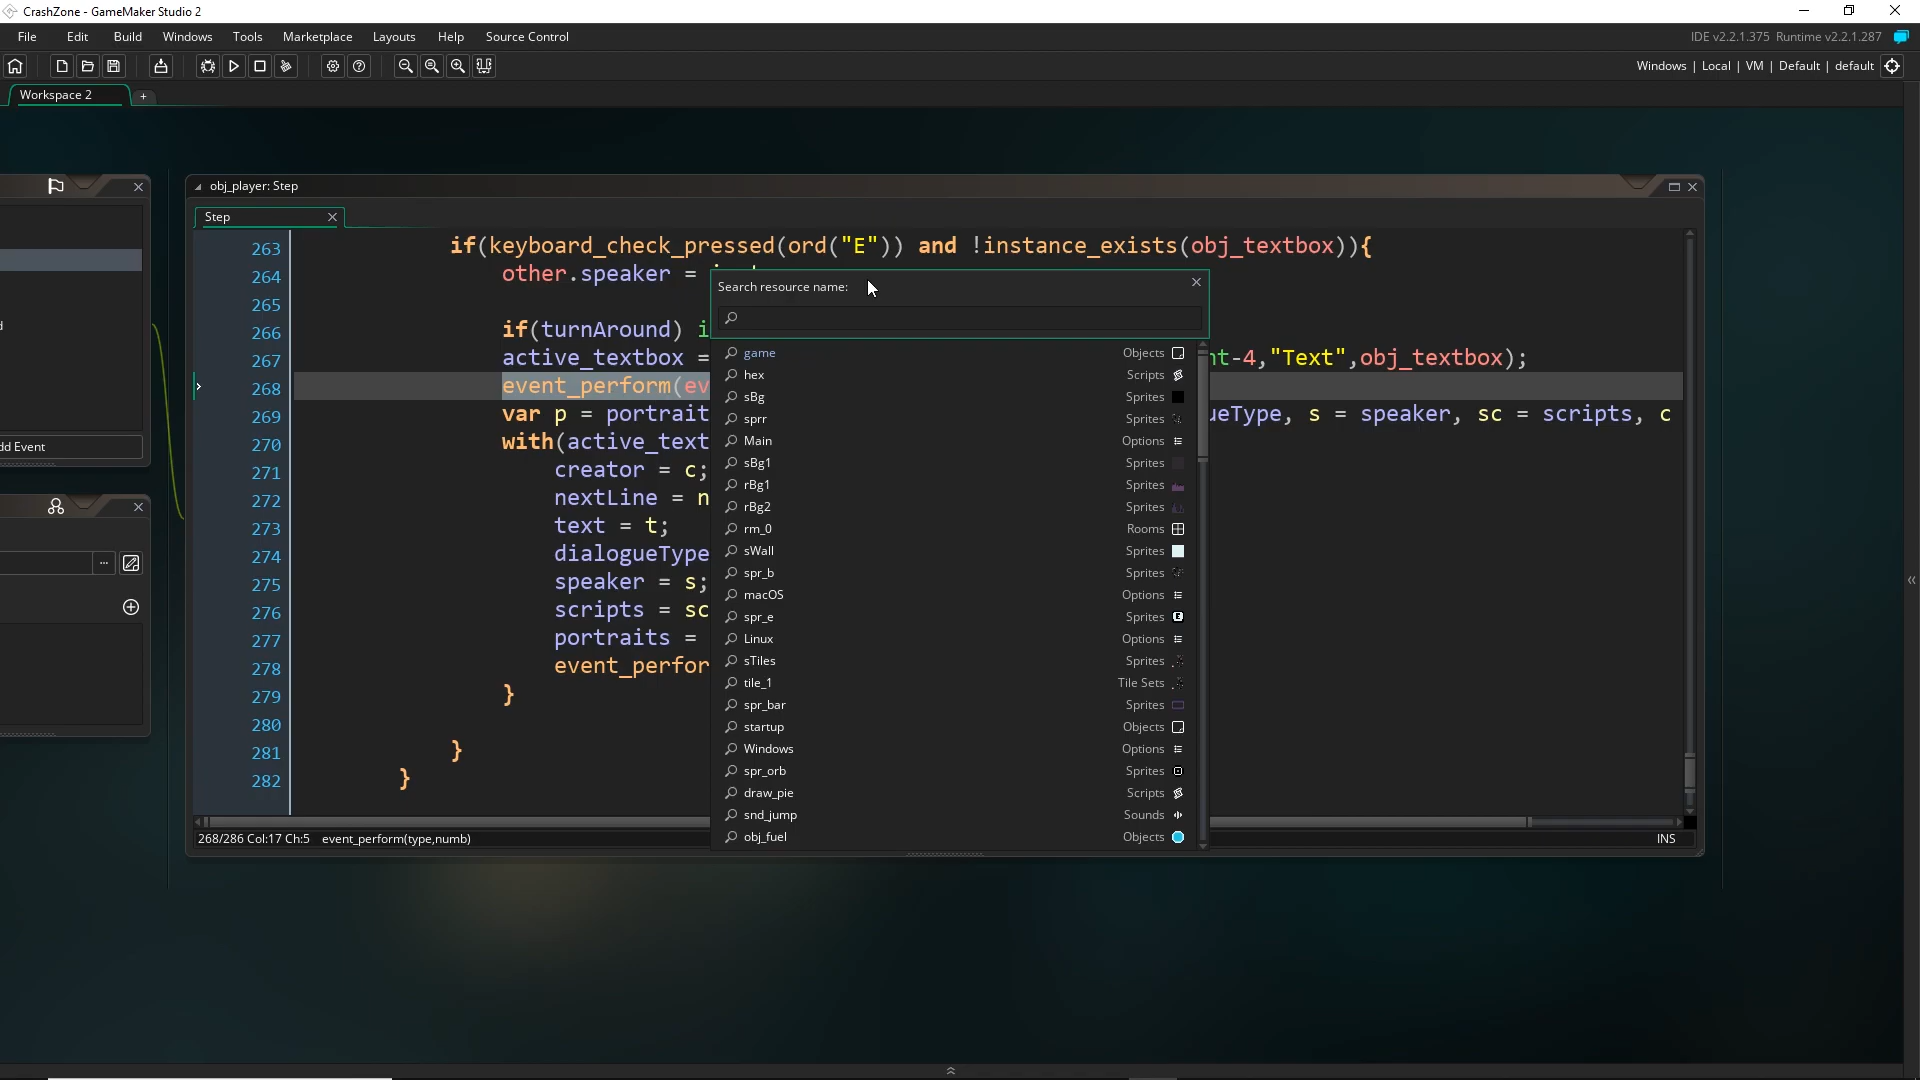 CrashZone - GameMaker Studio 2
File Edit Build Windows Tools Marketplace Layouts Help Source Control
IDE v2.2.1.375 Runtime v2.2.1.287
Windows | Local | VM | Default | default
Workspace 2 +
obj_player: Step
Step
263 if(keyboard_check_pressed(ord("E")) and !instance_exists(obj_textbox)){
264 other.speaker =
265
266 if(turnAround) i
267 active_textbox = nt-4,"Text",obj_textbox);
268 event_perform(ev
269 var p = portrait ueType, s = speaker, sc = scripts, c
270 with(active_text
271 creator = c;
272 nextLine = n
273 text = t;
274 dialogueType
275 speaker = s;
276 scripts = sc
277 portraits =
278 event_perfor
279 }
280
281 }
282 }
Search resource name:
game Objects
hex Scripts
sBg Sprites
sprr Sprites
Main Options
sBg1 Sprites
rBg1 Sprites
rBg2 Sprites
rm_0 Rooms
sWall Sprites
spr_b Sprites
macOS Options
spr_e Sprites
Linux Options
sTiles Sprites
tile_1 Tile Sets
spr_bar Sprites
startup Objects
Windows Options
spr_orb Sprites
draw_pie Scripts
snd_jump Sounds
obj_fuel Objects
268/286 Col:17 Ch:5 event_perform(type,numb)
INS
dd Event
d
...